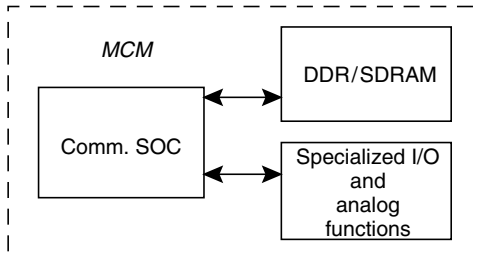 MCM
DDR/SDRAM
Comm. SOC
Specialized I/O
and
analog
functions